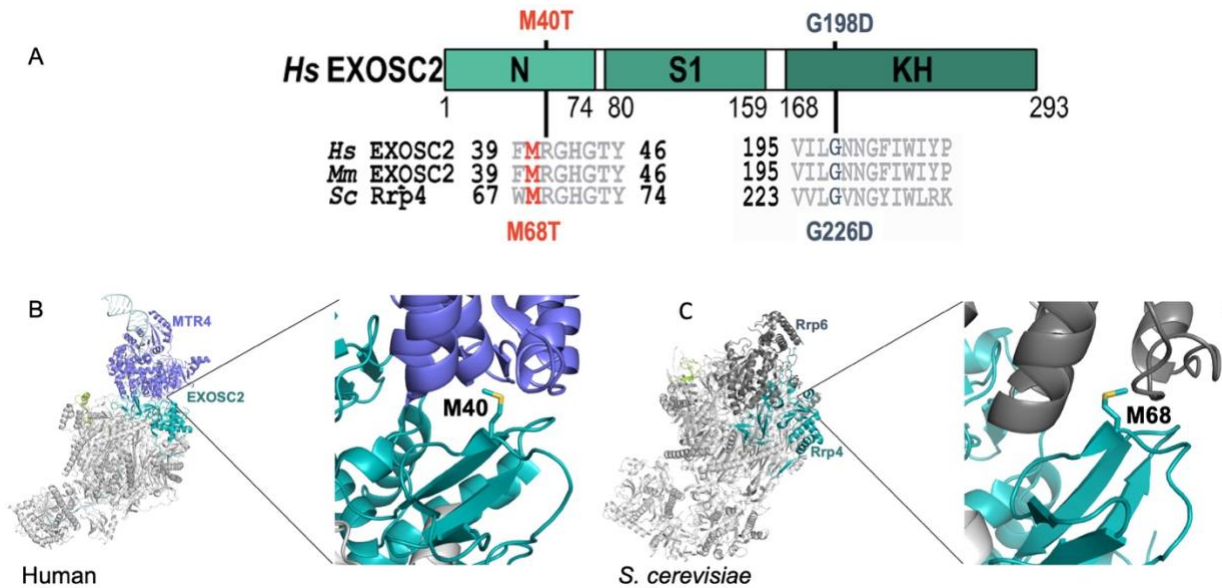 A
M40T G198D
Hs EXOSC2 N S1 KH
1 74 80 159 168 293
Hs EXOSC2 39 FMRGHGTY 46 195 VILGNNGFIWIYP
Mm EXOSC2 39 FMRGHGTY 46 195 VILGNNGFIWIYP
Sc Rrp4 67 WMRGHGTY 74 223 VVLGVNGYIWLRK
M68T G226D
B
MTR4
EXOSC2
M40
Human
C
Rrp6
Rrp4
M68
S. cerevisiae